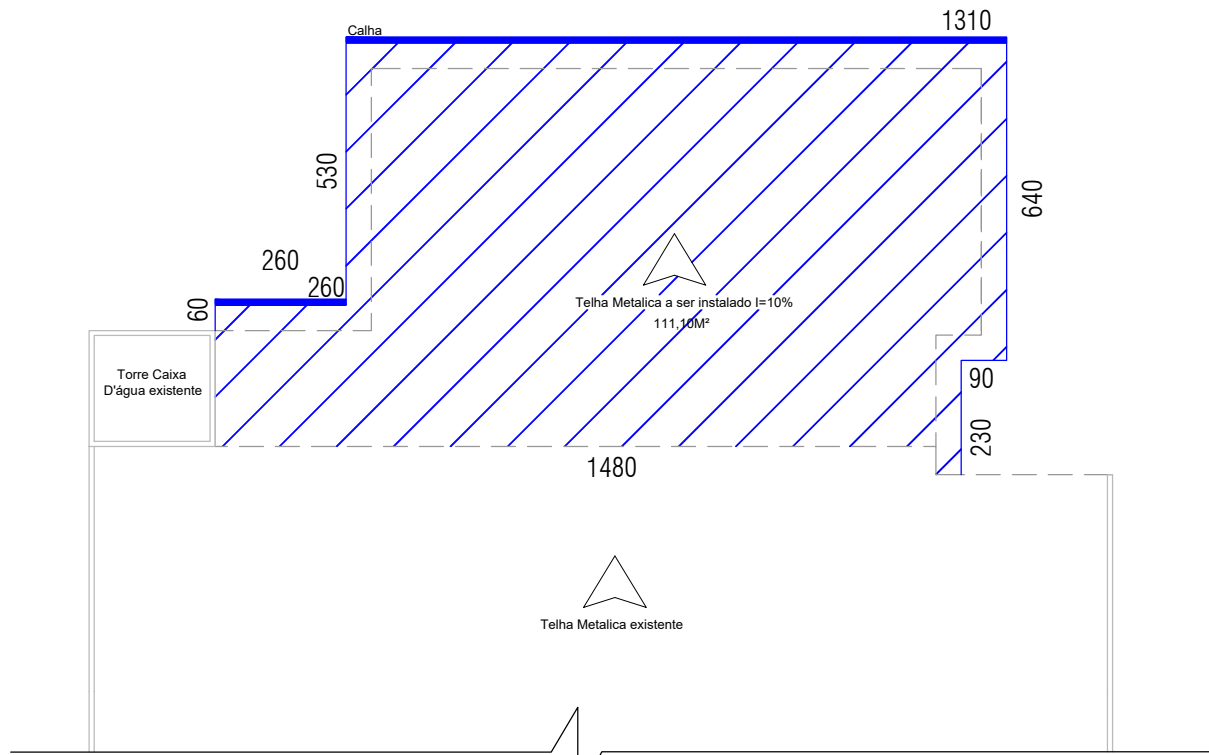 1310
Calha
530
640
260
260
60
Telha Metalica a ser instalado I=10%
111,10M²
Torre Caixa
D'água existente
90
230
1480
Telha Metalica existente